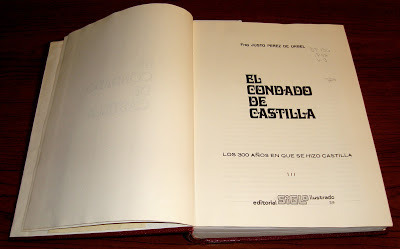 Fray JUSTO PEREZ DE URBEL
EL
CONDADO
DE
CASTILLA
LOS 300 AÑOS EN QUE SE HIZO CASTILLA
III
editorial SIGLO ilustrado